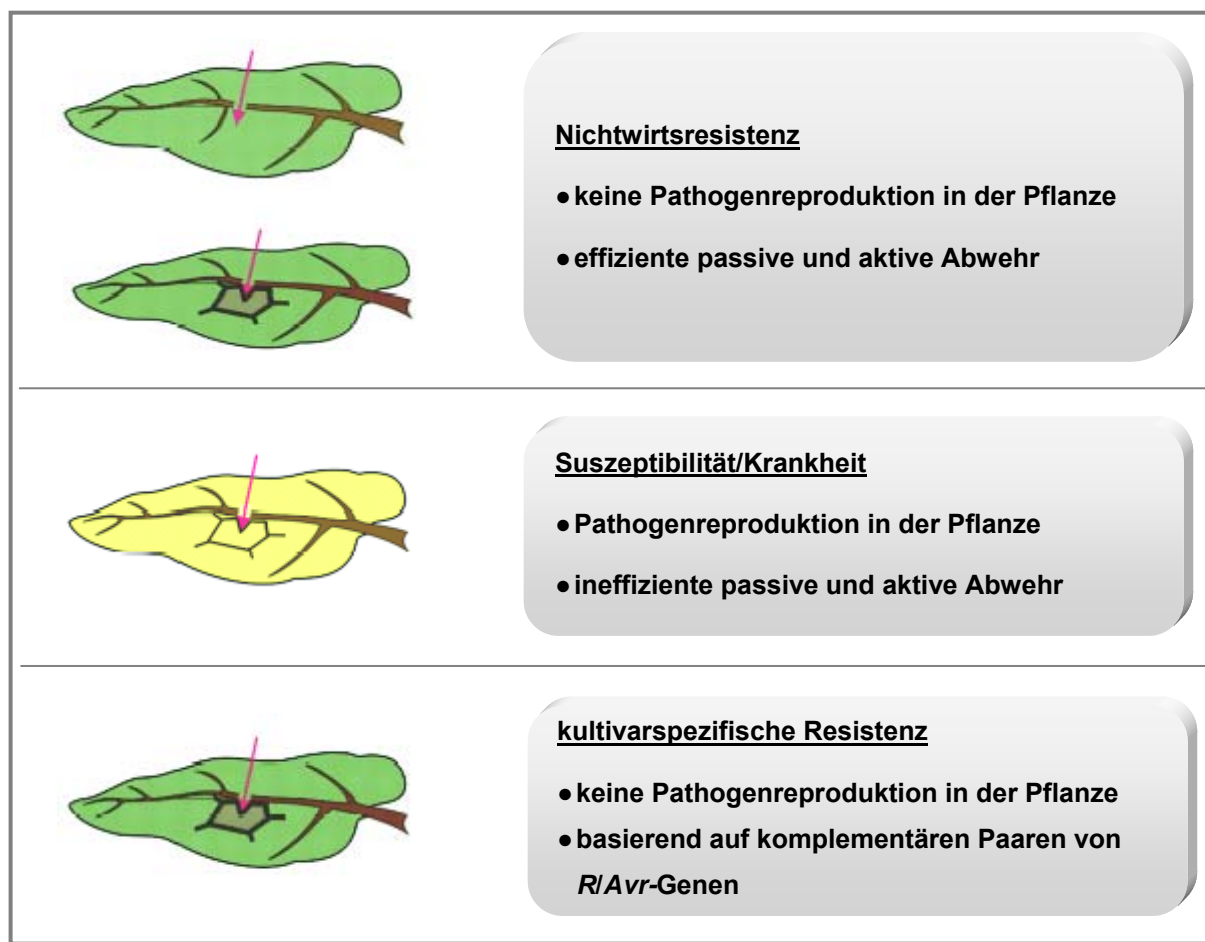 Nichtwirtsresistenz
● keine Pathogenreproduktion in der Pflanze
● effiziente passive und aktive Abwehr
Suszeptibilität/Krankheit
● Pathogenreproduktion in der Pflanze
● ineffiziente passive und aktive Abwehr
kultivarspezifische Resistenz
● keine Pathogenreproduktion in der Pflanze
● basierend auf komplementären Paaren von
R/Avr-Genen